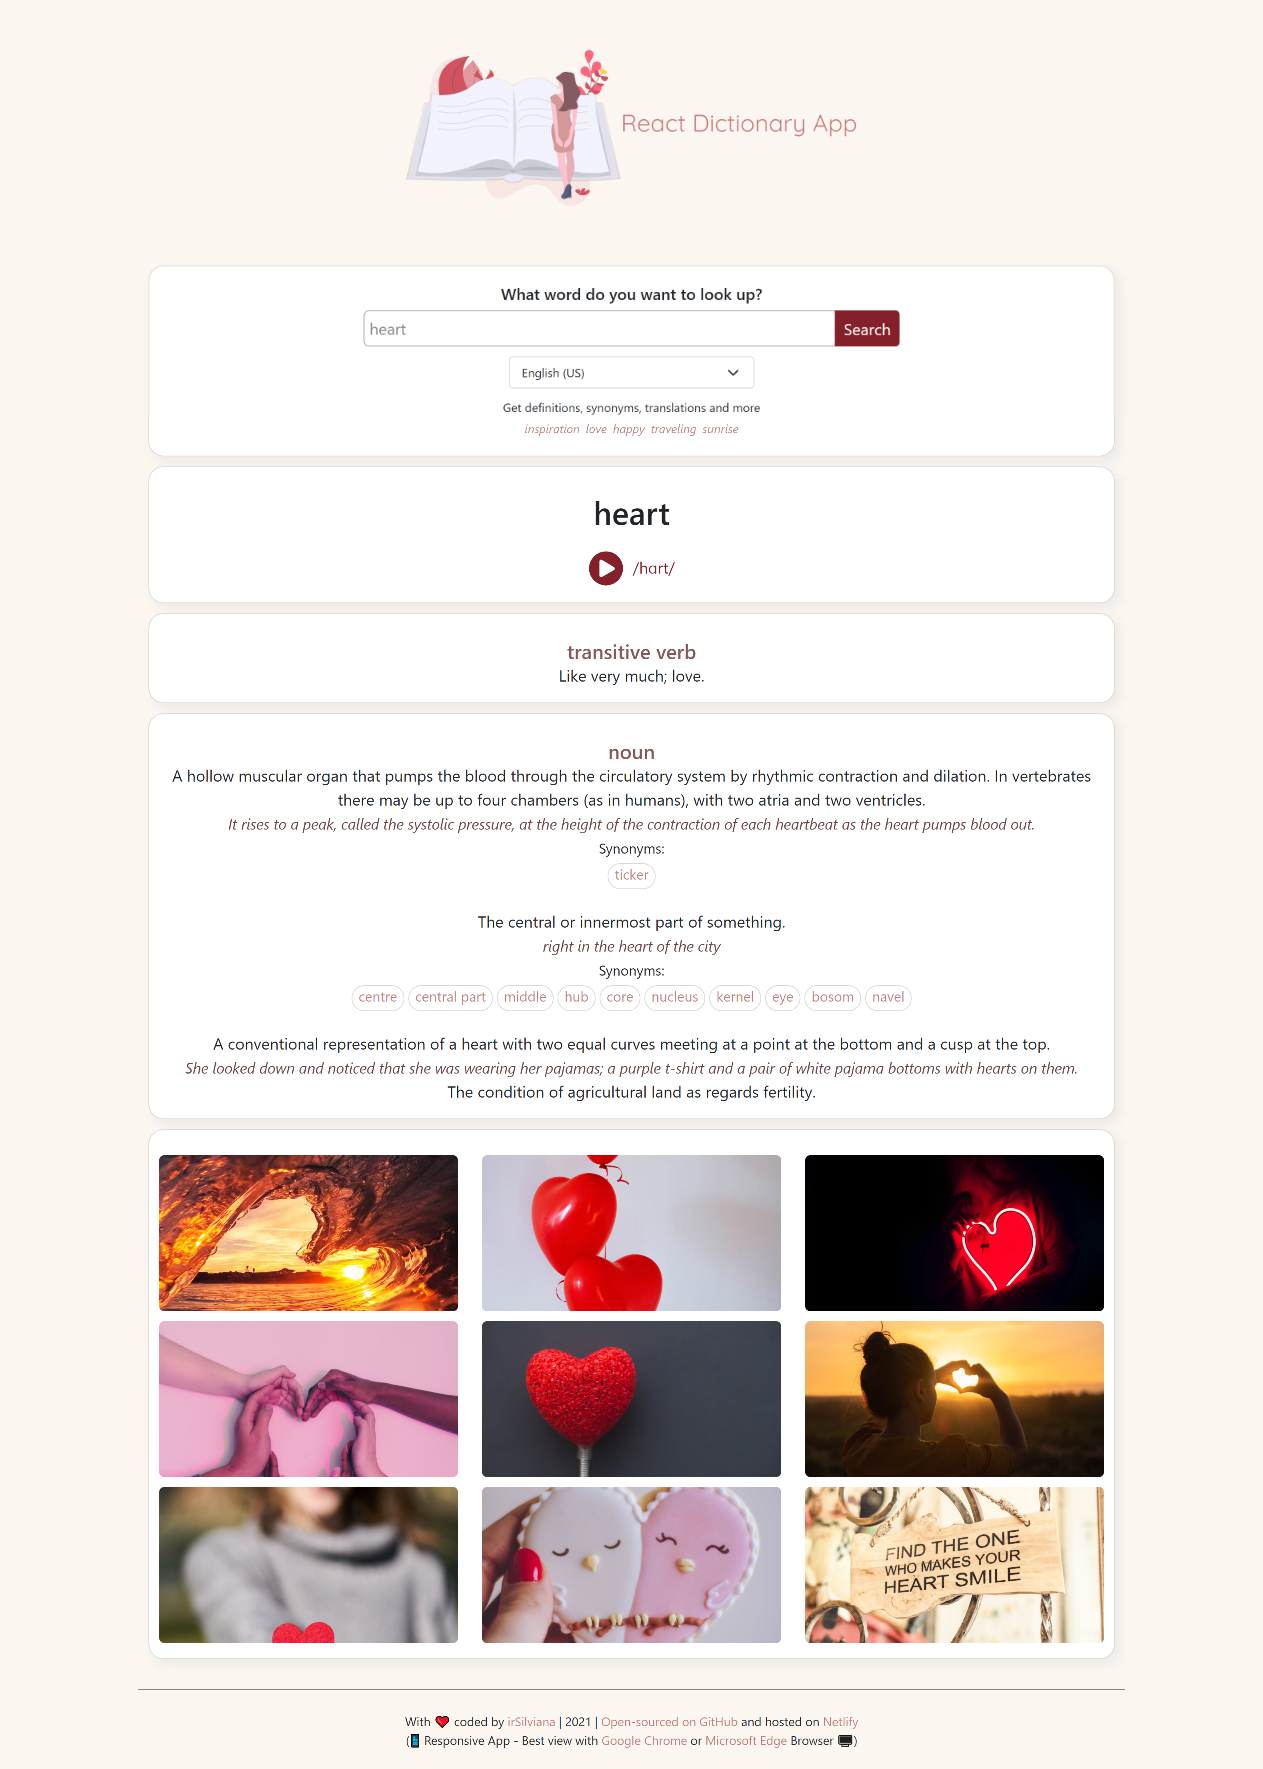 React Dictionary App
What word do you want to look up?
heart
Search
English (US)
Get definitions, synonyms, translations and more
inspiration love happy traveling sunrise
heart
/hɑrt/
transitive verb
Like very much; love.
noun
A hollow muscular organ that pumps the blood through the circulatory system by rhythmic contraction and dilation. In vertebrates
there may be up to four chambers (as in humans), with two atria and two ventricles.
It rises to a peak, called the systolic pressure, at the height of the contraction of each heartbeat as the heart pumps blood out.
Synonyms:
ticker
The central or innermost part of something.
right in the heart of the city
Synonyms:
centre central part middle hub core nucleus kernel eye bosom navel
A conventional representation of a heart with two equal curves meeting at a point at the bottom and a cusp at the top.
She looked down and noticed that she was wearing her pajamas; a purple t-shirt and a pair of white pajama bottoms with hearts on them.
The condition of agricultural land as regards fertility.
FIND THE ONE
WHO MAKES YOUR
HEART SMILE
With ❤️ coded by irSilviana | 2021 | Open-sourced on GitHub and hosted on Netlify
(📱 Responsive App - Best view with Google Chrome or Microsoft Edge Browser 🖥️)